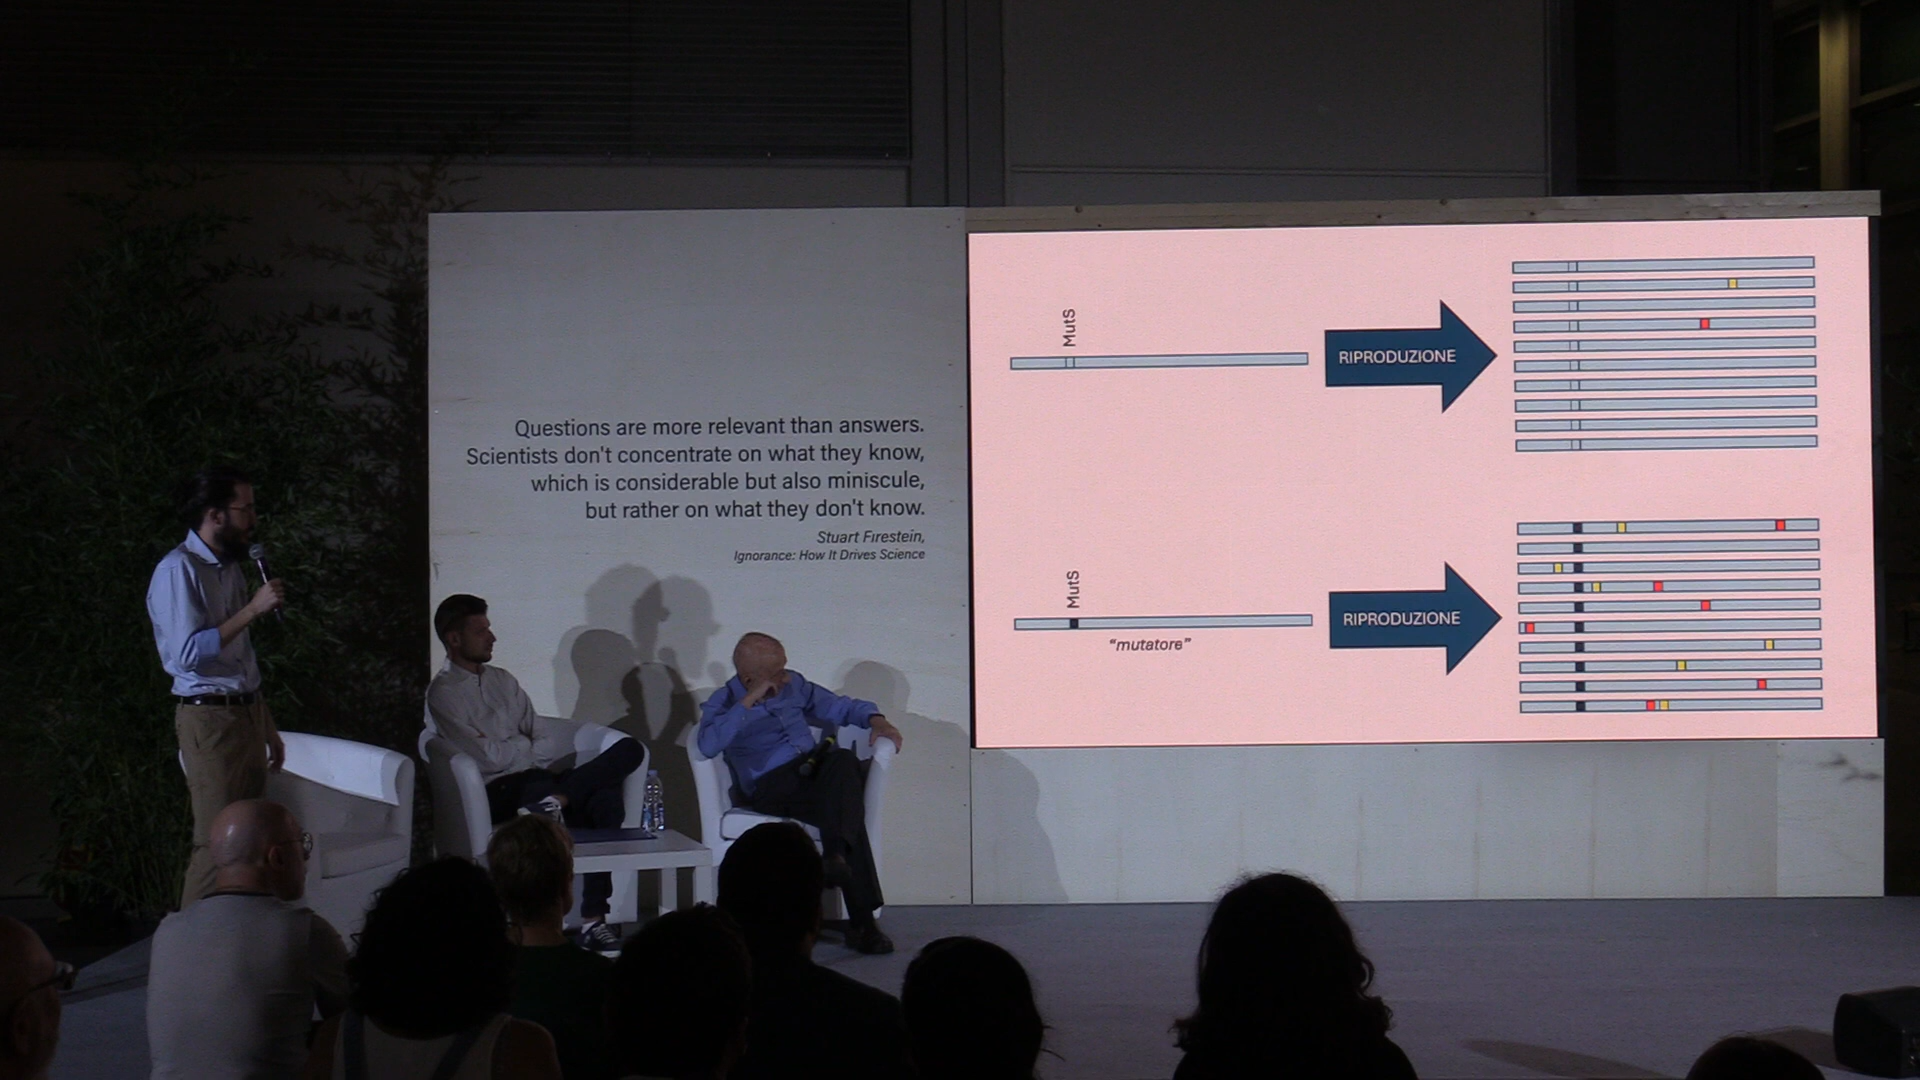 Questions are more relevant than answers.
Scientists don't concentrate on what they know,
which is considerable but also miniscule,
but rather on what they don't know.
Stuart Firestein,
Ignorance: How It Drives Science
MutS
RIPRODUZIONE
MutS
"mutatore"
RIPRODUZIONE